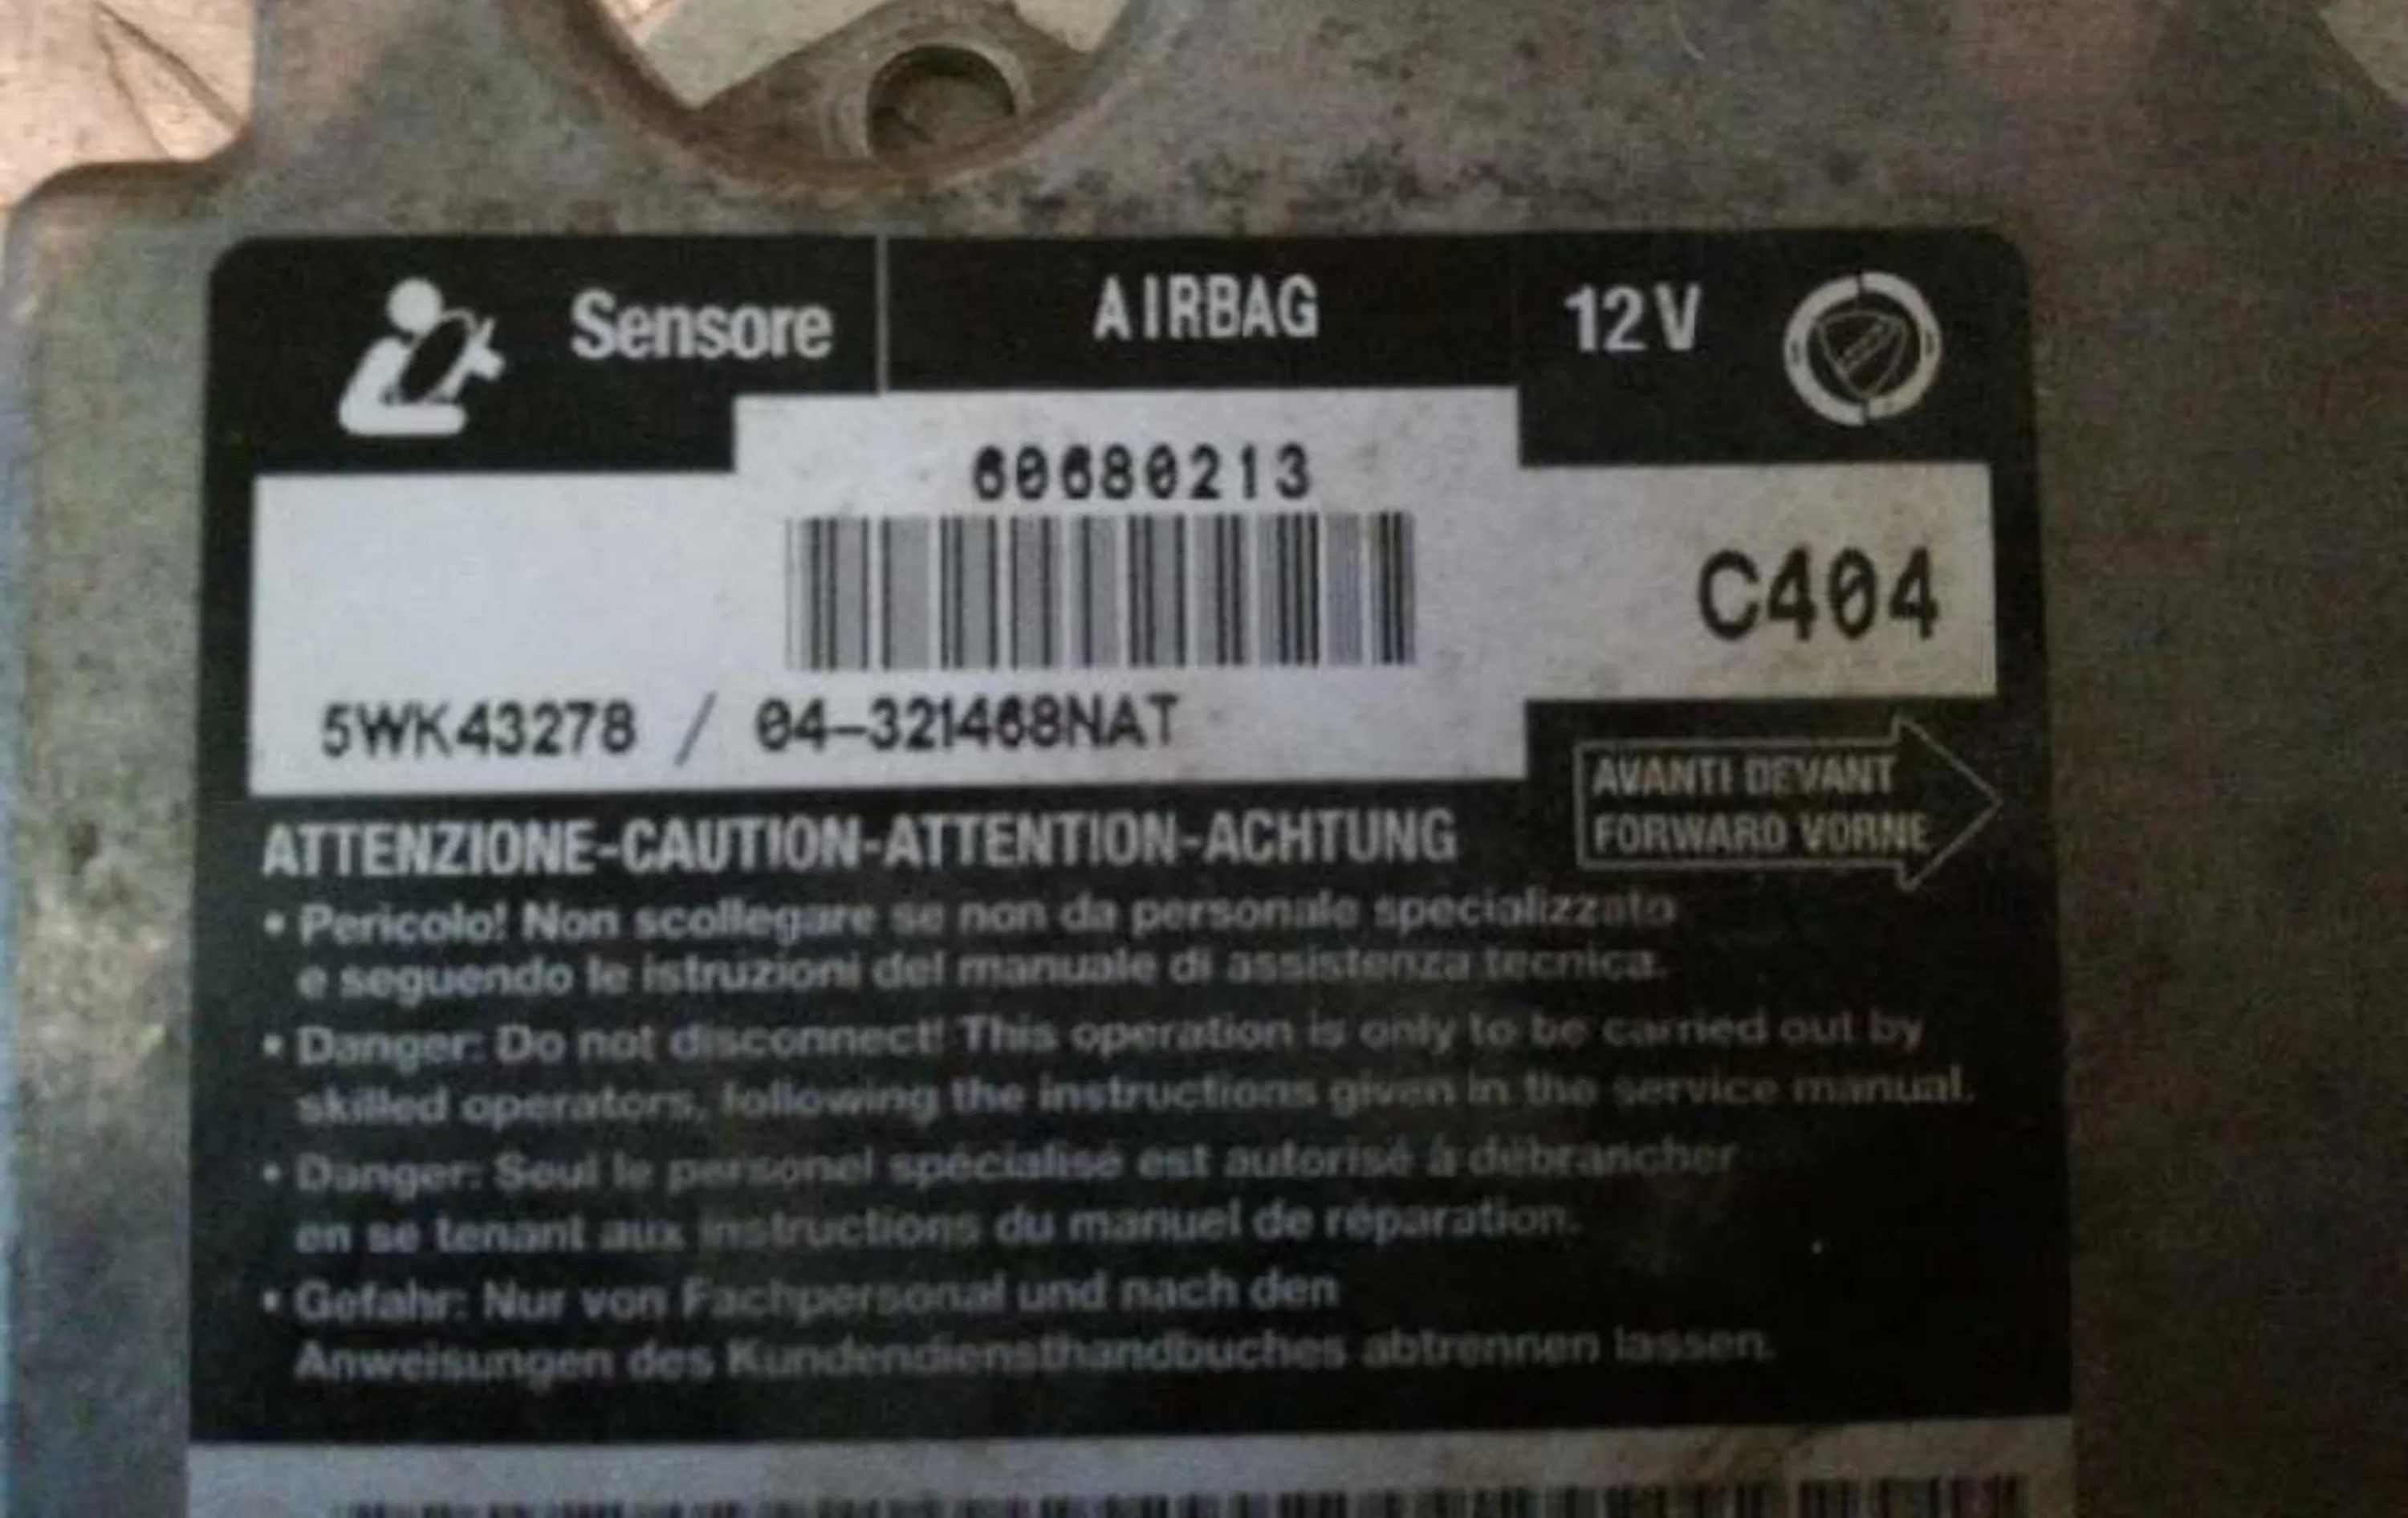 Sensore
AIRBAG
12V
60680213
C404
5WK43278 / 04-321468NAT
AVANTI DEVANT
FORWARD VORNE
ATTENZIONE-CAUTION-ATTENTION-ACHTUNG
• Pericolo! Non scollegare se non da personale specializzato
e seguendo le istruzioni del manuale di assistenza tecnica.
• Danger: Do not disconnect! This operation is only to be carried out by
skilled operators, following the instructions given in the service manual.
• Danger: Seul le personel spécialisé est autorisé à débrancher
en se tenant aux instructions du manuel de réparation.
• Gefahr: Nur von Fachpersonal und nach den
Anweisungen des Kundendiensthandbuches abtrennen lassen.